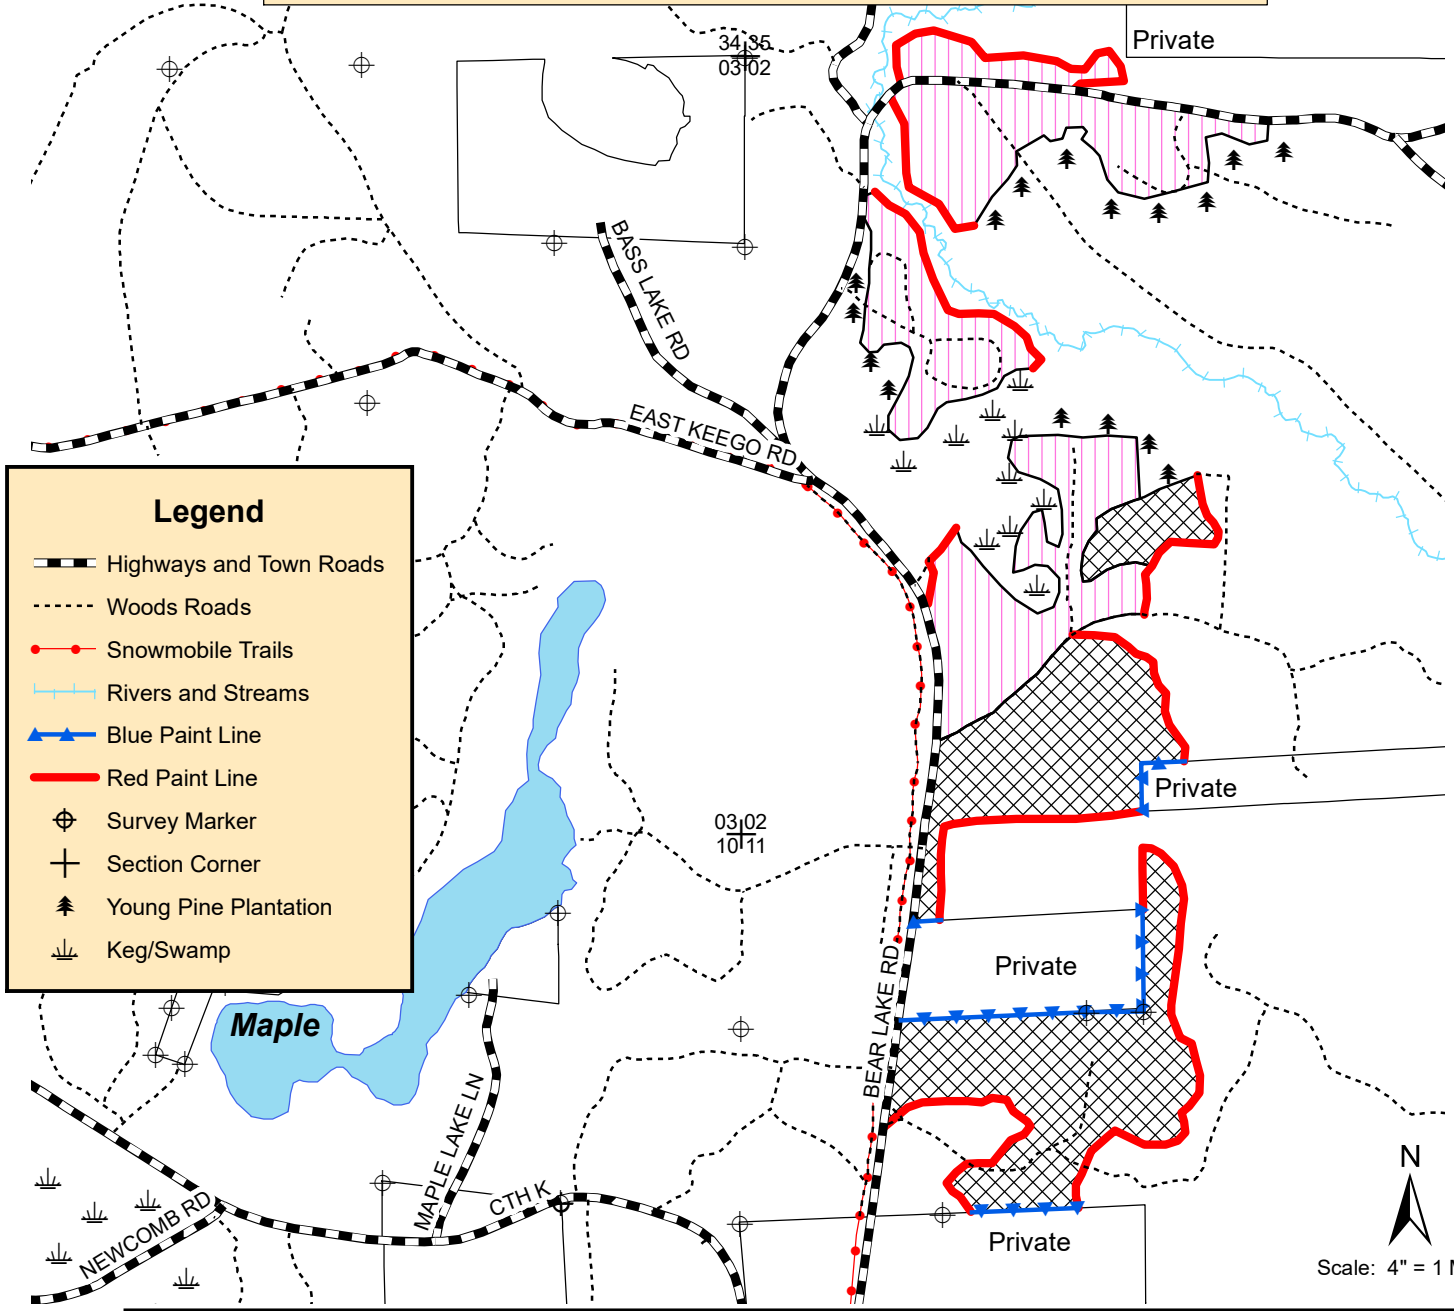 34 35
03 02
Private
BASS LAKE RD
EAST KEEGO RD
Legend
Highways and Town Roads
Woods Roads
Snowmobile Trails
Rivers and Streams
Blue Paint Line
Red Paint Line
Survey Marker
Section Corner
Young Pine Plantation
Keg/Swamp
Private
03 02
10 11
Private
BEAR LAKE RD
Maple
MAPLE LAKE LN
CTH K
NEWCOMB RD
Private
N
Scale: 4" = 1 M